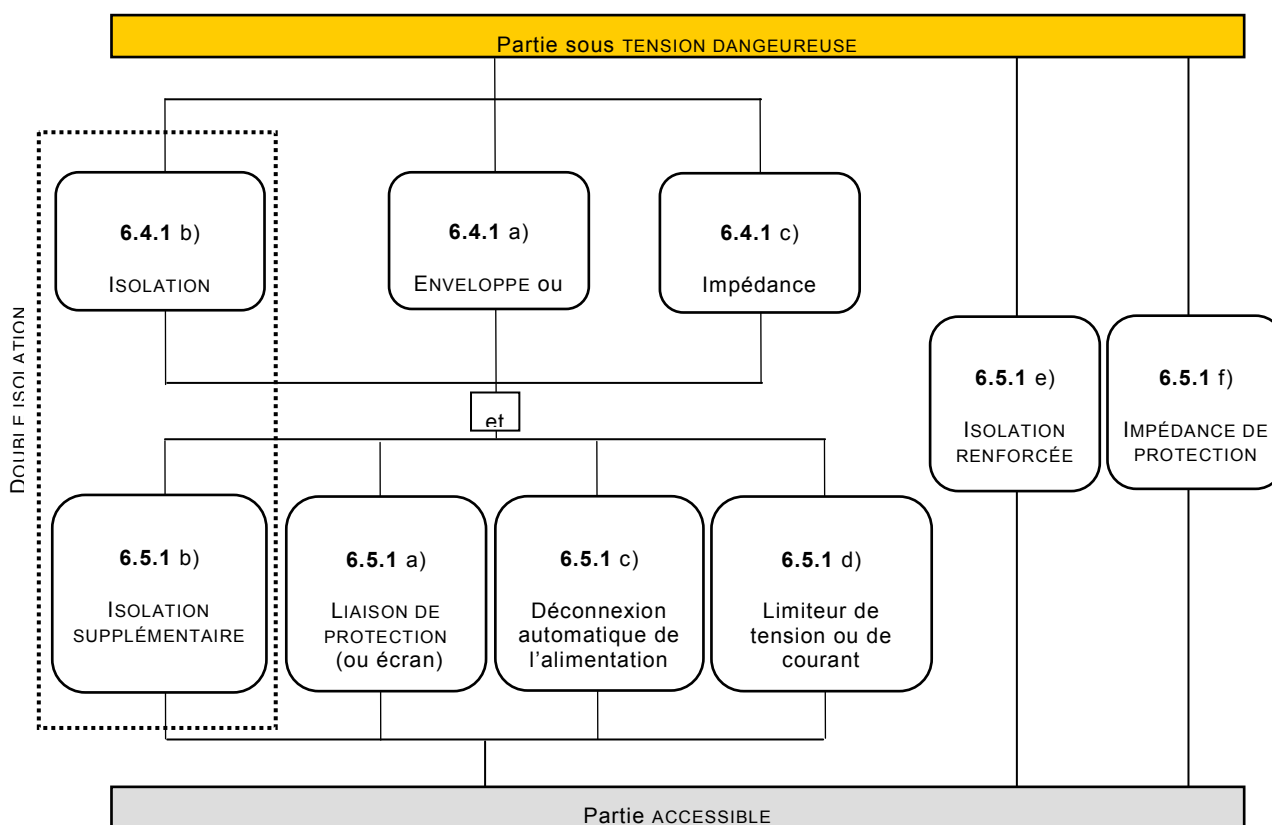 Partie sous TENSION DANGEUREUSE
6.4.1 b)
ISOLATION
6.4.1 a)
ENVELOPPE ou
6.4.1 c)
Impédance
DOUBLE ISOLATION
et
6.5.1 e)
ISOLATION
RENFORCÉE
6.5.1 f)
IMPÉDANCE DE
PROTECTION
6.5.1 b)
ISOLATION
SUPPLÉMENTAIRE
6.5.1 a)
LIAISON DE
PROTECTION
(ou écran)
6.5.1 c)
Déconnexion
automatique de
l’alimentation
6.5.1 d)
Limiteur de
tension ou de
courant
Partie ACCESSIBLE